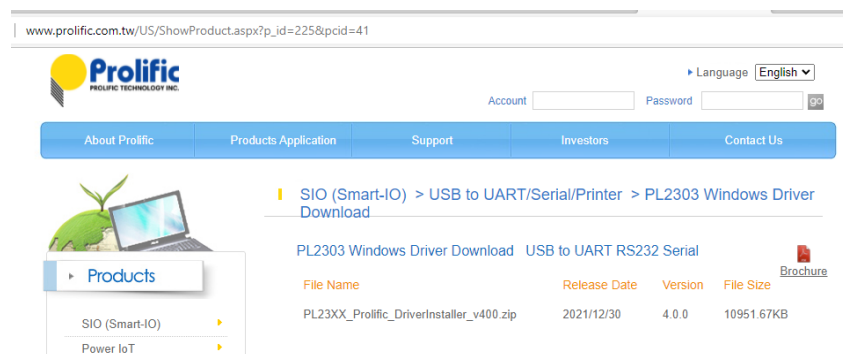 www.prolific.com.tw/US/ShowProduct.aspx?p_id=225&pcid=41
Prolific
PROLIFIC TECHNOLOGY INC.
Language English
Account Password go
About Prolific Products Application Support Investors Contact Us
SIO (Smart-IO) > USB to UART/Serial/Printer > PL2303 Windows Driver
Download
PL2303 Windows Driver Download USB to UART RS232 Serial
Brochure
Products
File Name Release Date Version File Size
PL23XX_Prolific_DriverInstaller_v400.zip 2021/12/30 4.0.0 10951.67KB
SIO (Smart-IO)
Power IoT